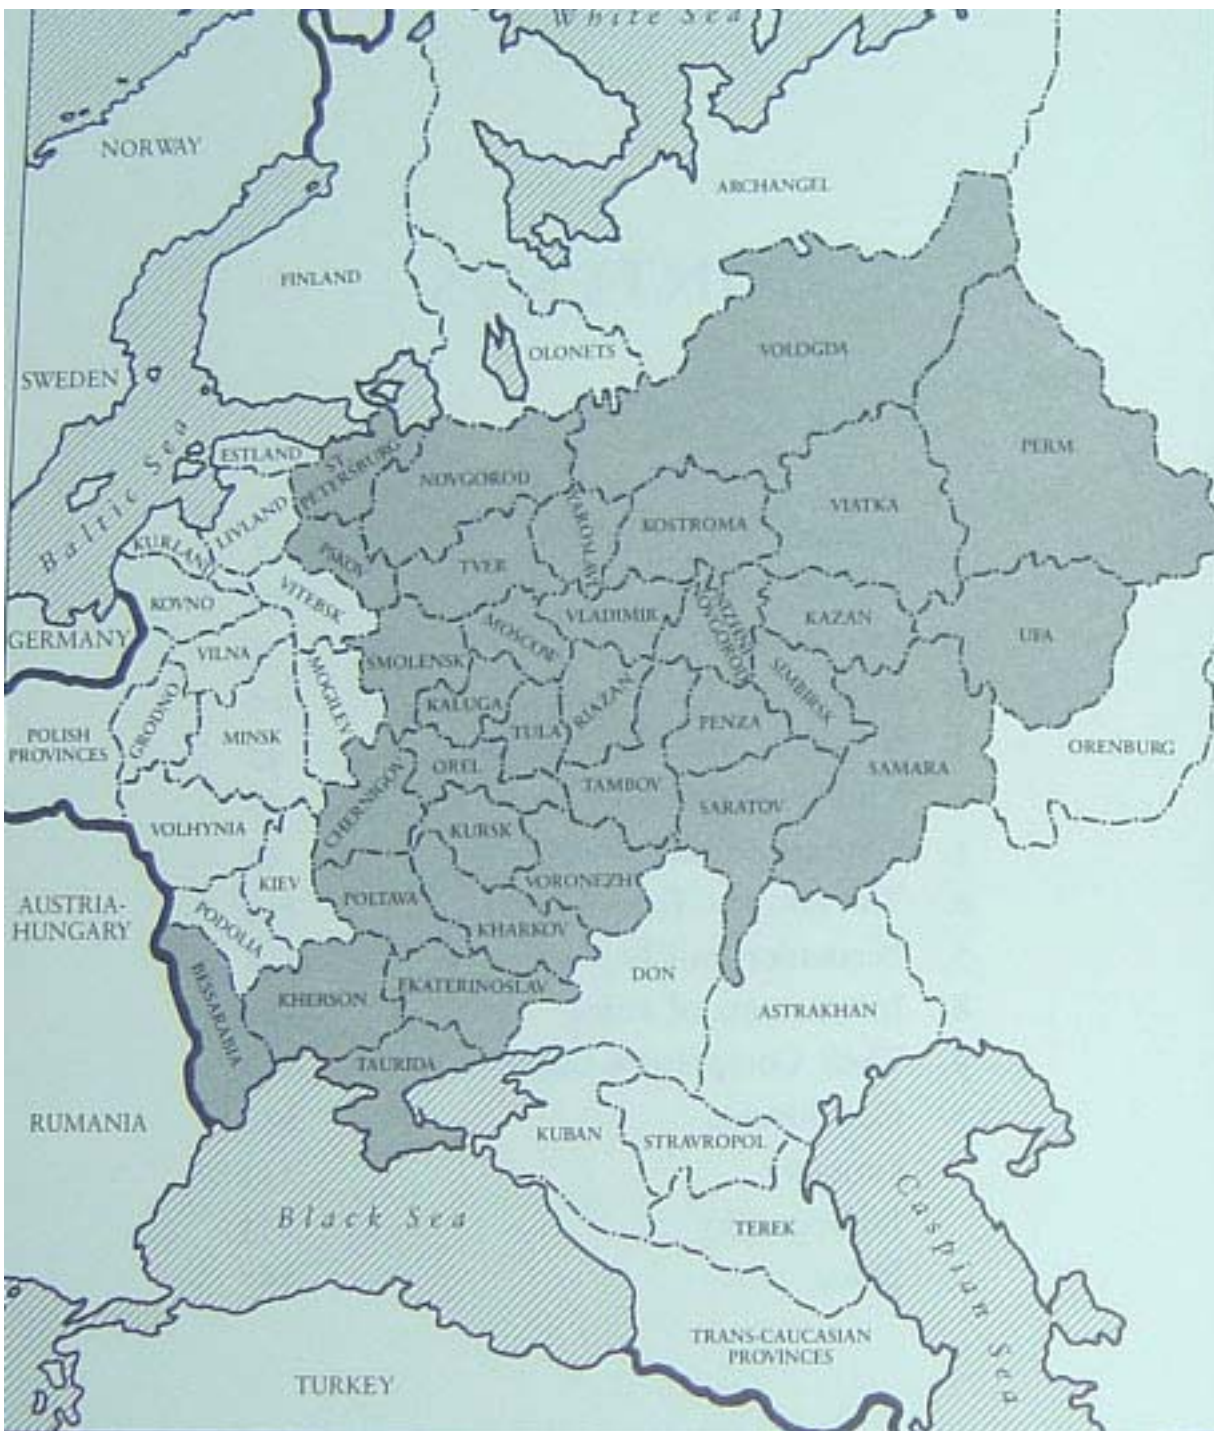 White Sea
NORWAY
ARCHANGEL
FINLAND
OLONETS
VOLOGDA
SWEDEN
Baltic Sea
ESTLAND
ST.
PETERSBURG
NOVGOROD
PERM
LIVLAND
YAROSLAVL
KOSTROMA
VIATKA
KURLAND
PSKOV
TVER
VITEBSK
KOVNO
VLADIMIR
NIZHNI
NOVGOROD
KAZAN
UFA
GERMANY
VILNA
MOSCOW
SMOLENSK
MOGILEV
SIMBIRSK
GRODNO
KALUGA
RIAZAN
PENZA
POLISH
PROVINCES
MINSK
TULA
ORENBURG
OREL
SAMARA
TAMBOV
CHERNIGOV
SARATOV
VOLHYNIA
KURSK
KIEV
VORONEZH
POLTAVA
AUSTRIA-
HUNGARY
PODOLIA
KHARKOV
BESSARABIA
DON
KHERSON
EKATERINOSLAV
ASTRAKHAN
TAURIDA
RUMANIA
KUBAN
STRAVROPOL
Black Sea
TEREK
Caspian Sea
TRANS-CAUCASIAN
PROVINCES
TURKEY